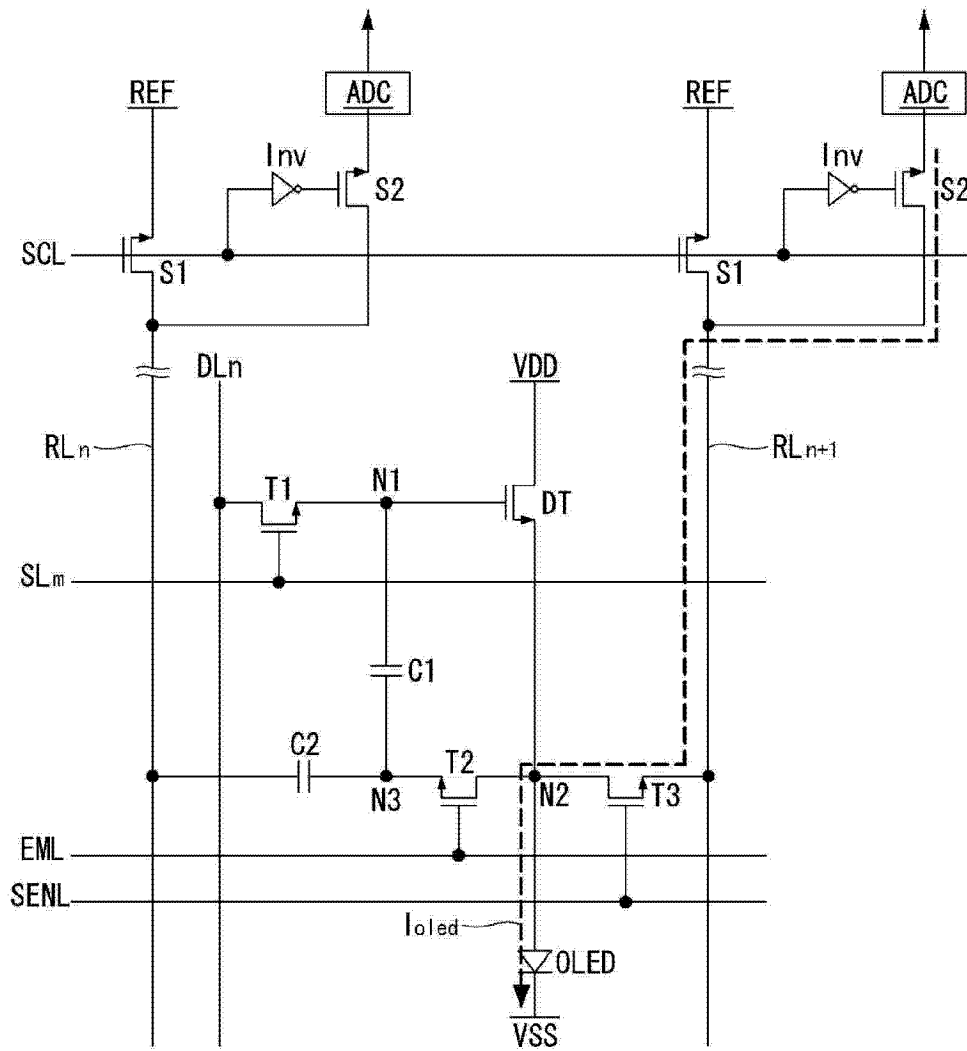 REF ADC REF ADC
Inv Inv
S2 S2
SCL
S1 S1
DLn VDD
RLn RLn+1
T1 N1
DT
SLm
C1
C2 T2
N3 N2 T3
EML
SENL
Ioled
OLED
VSS